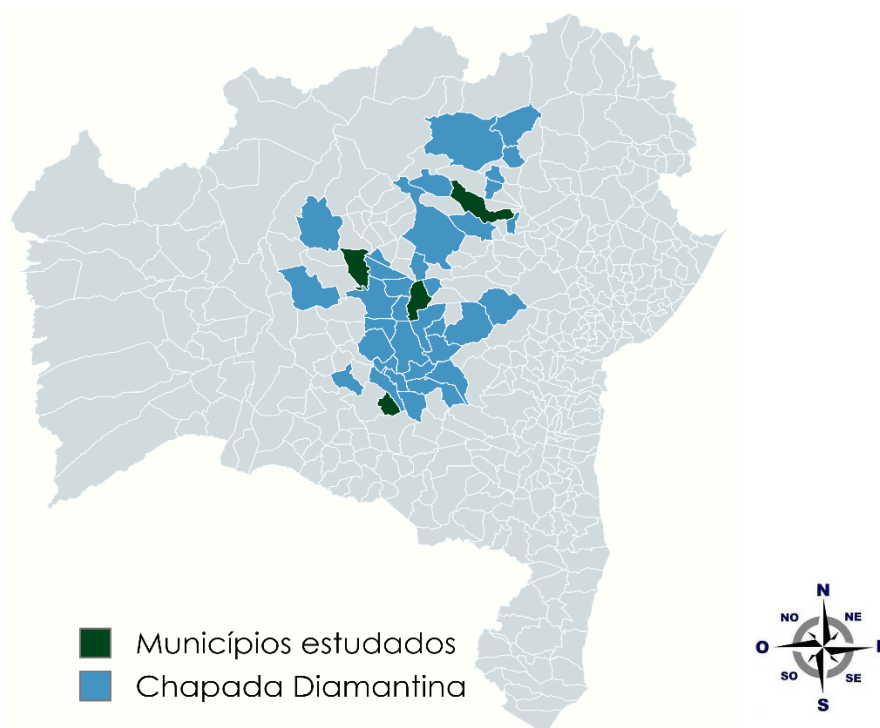 Municípios estudados
Chapada Diamantina
N
NO NE
O
SO SE
S